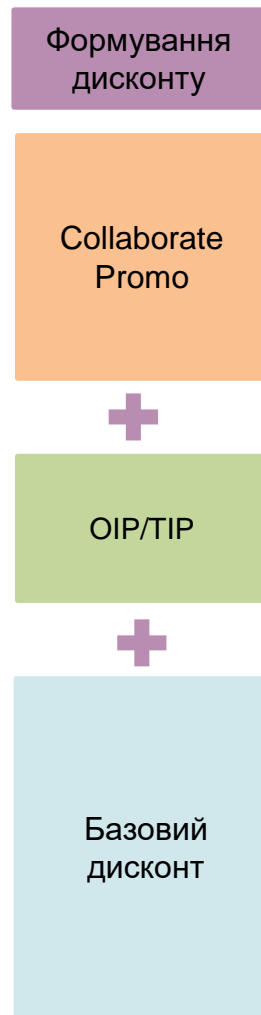 Формування
дисконту
Collaborate
Promo
OIP/TIP
Базовий
дисконт